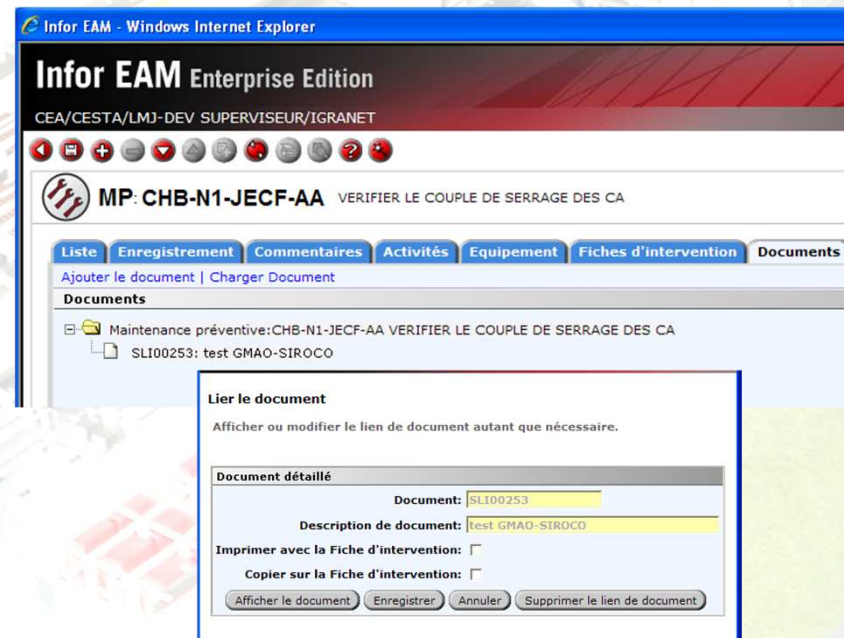 Infor EAM - Windows Internet Explorer
Infor EAM Enterprise Edition
CEA/CESTA/LMJ-DEV SUPERVISEUR/IGRANET
MP: CHB-N1-JECF-AA VERIFIER LE COUPLE DE SERRAGE DES CA
Liste Enregistrement Commentaires Activités Equipement Fiches d'intervention Documents
Ajouter le document | Charger Document
Documents
Maintenance préventive:CHB-N1-JECF-AA VERIFIER LE COUPLE DE SERRAGE DES CA
SLI00253: test GMAO-SIROCO
Lier le document
Afficher ou modifier le lien de document autant que nécessaire.
Document détaillé
Document: SLI00253
Description de document: test GMAO-SIROCO
Imprimer avec la Fiche d'intervention:
Copier sur la Fiche d'intervention:
Afficher le document Enregistrer Annuler Supprimer le lien de document